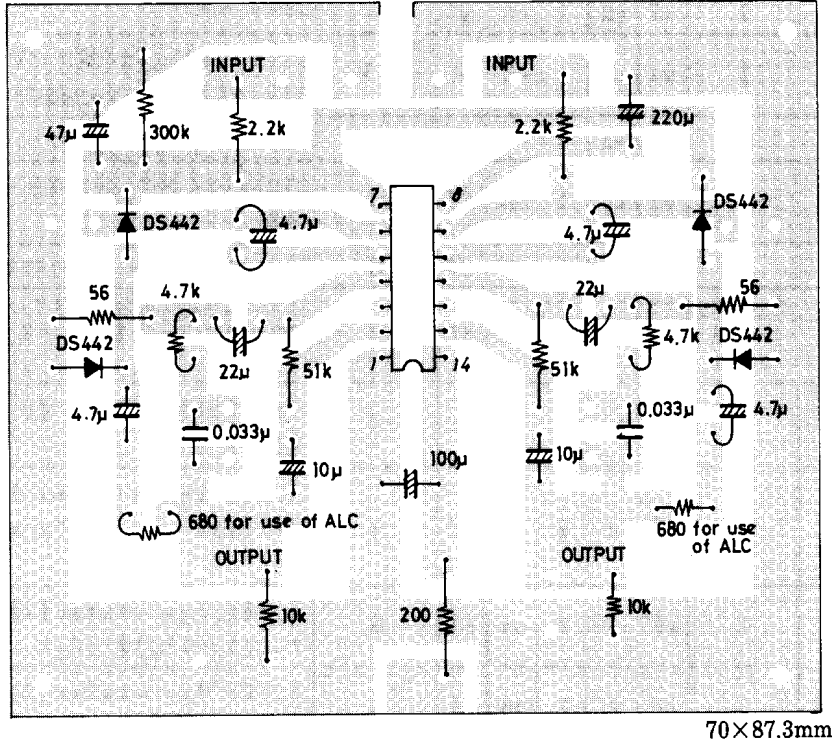 INPUT
INPUT
47μ
300k
2.2k
2.2k
220μ
7
8
DS442
4.7μ
4.7μ
DS442
56
4.7k
22μ
56
DS442
22μ
51k
1
14
51k
4.7k
DS442
4.7μ
0.033μ
0.033μ
4.7μ
10μ
100μ
10μ
680 for use of ALC
680 for use
of ALC
OUTPUT
OUTPUT
10k
200
10k
70×87.3mm